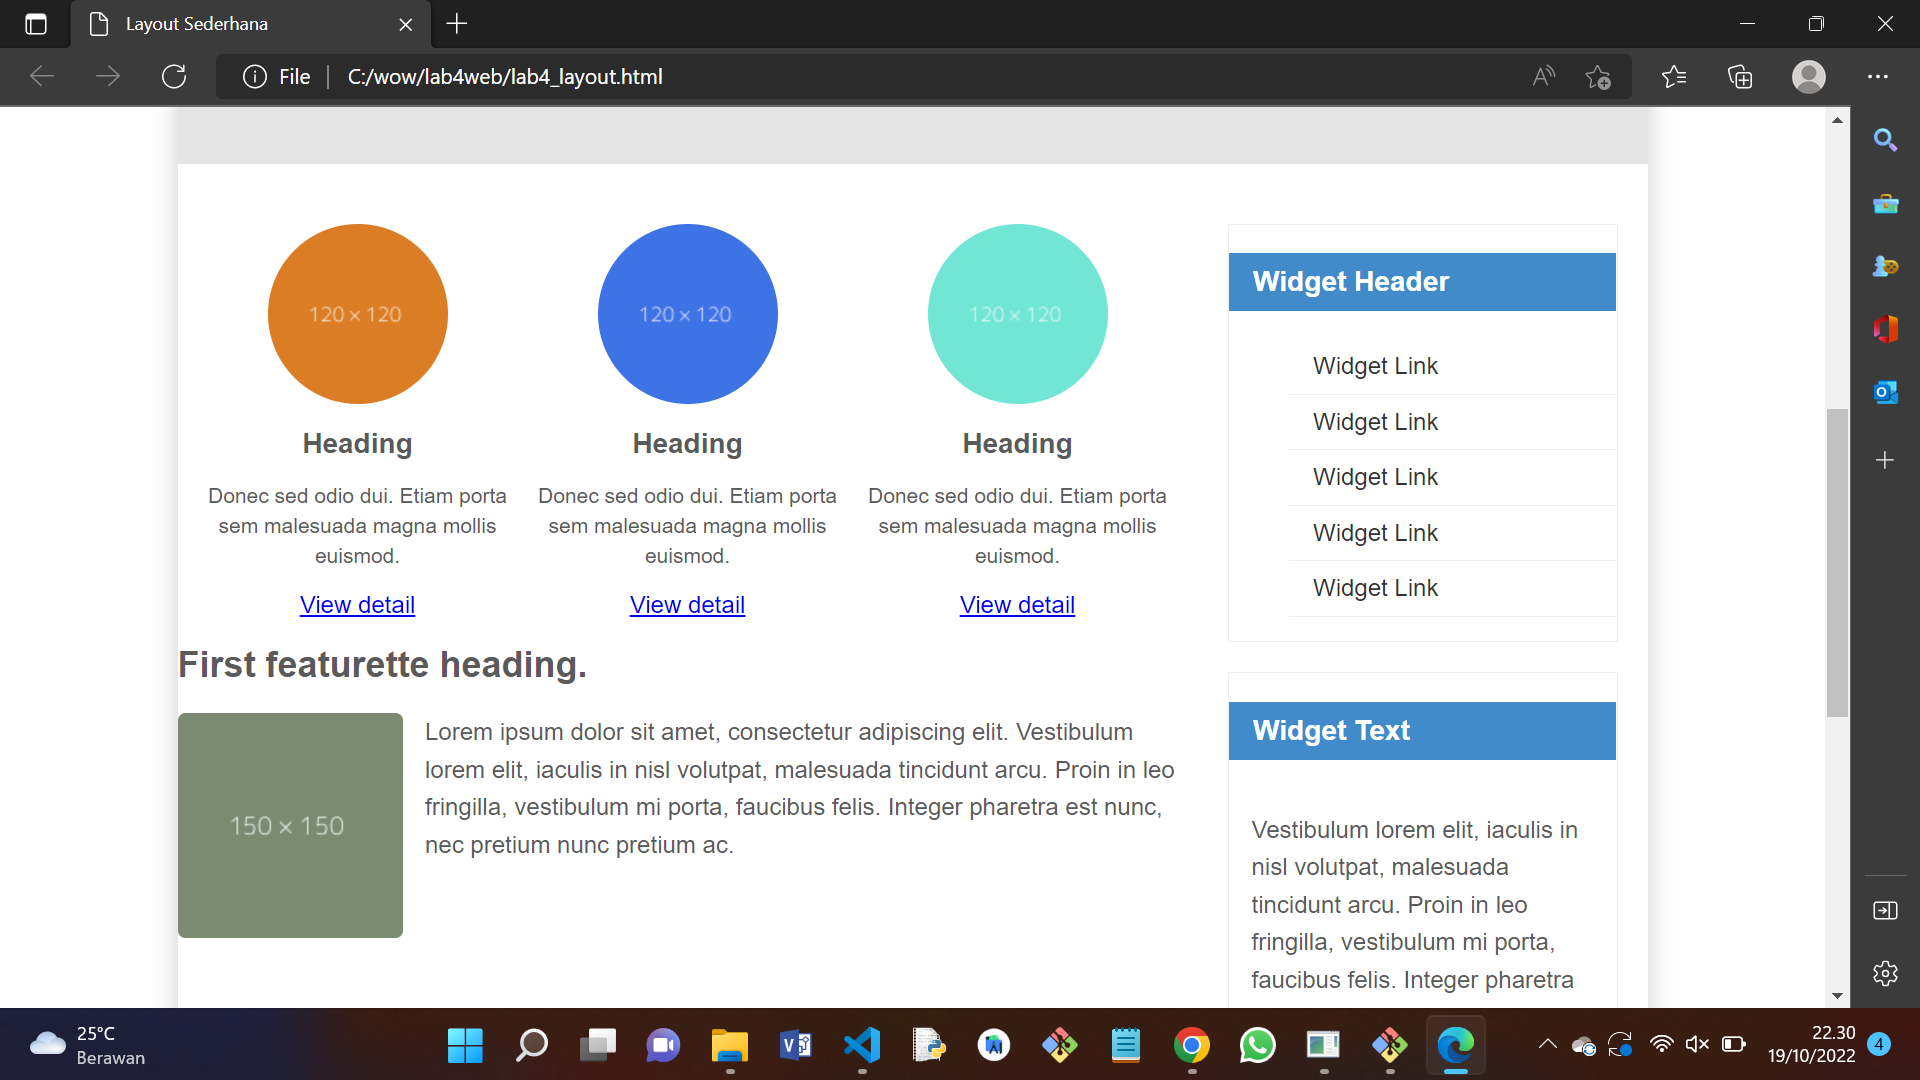 Layout Sederhana
File
C:/wow/lab4web/lab4_layout.html
120 × 120
120 × 120
120 × 120
Heading
Heading
Heading
Donec sed odio dui. Etiam porta
sem malesuada magna mollis
euismod.
Donec sed odio dui. Etiam porta
sem malesuada magna mollis
euismod.
Donec sed odio dui. Etiam porta
sem malesuada magna mollis
euismod.
View detail
View detail
View detail
First featurette heading.
150 × 150
Lorem ipsum dolor sit amet, consectetur adipiscing elit. Vestibulum
lorem elit, iaculis in nisl volutpat, malesuada tincidunt arcu. Proin in leo
fringilla, vestibulum mi porta, faucibus felis. Integer pharetra est nunc,
nec pretium nunc pretium ac.
Widget Header
Widget Link
Widget Link
Widget Link
Widget Link
Widget Link
Widget Text
Vestibulum lorem elit, iaculis in
nisl volutpat, malesuada
tincidunt arcu. Proin in leo
fringilla, vestibulum mi porta,
faucibus felis. Integer pharetra
25°C
Berawan
22.30
19/10/2022
4